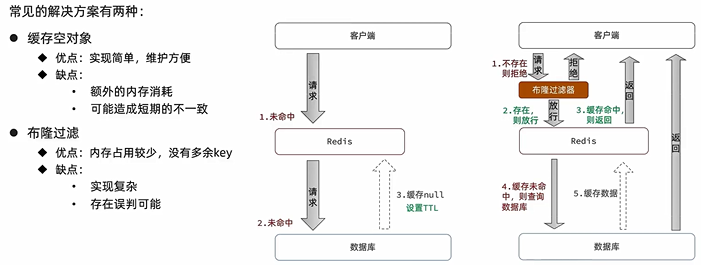 常见的解决方案有两种：
缓存空对象
优点：实现简单，维护方便
缺点：
额外的内存消耗
可能造成短期的不一致
布隆过滤
优点：内存占用较少，没有多余key
缺点：
实现复杂
存在误判可能
客户端
请求
1.未命中
Redis
请求
3.缓存null
设置TTL
2.未命中
数据库
客户端
1.不存在
则拒绝
请求
拒绝
布隆过滤器
2.存在，
则放行
放行
3.缓存命中，
则返回
返回
返回
Redis
4.缓存未命
中，则查询
数据库
5.缓存数据
数据库